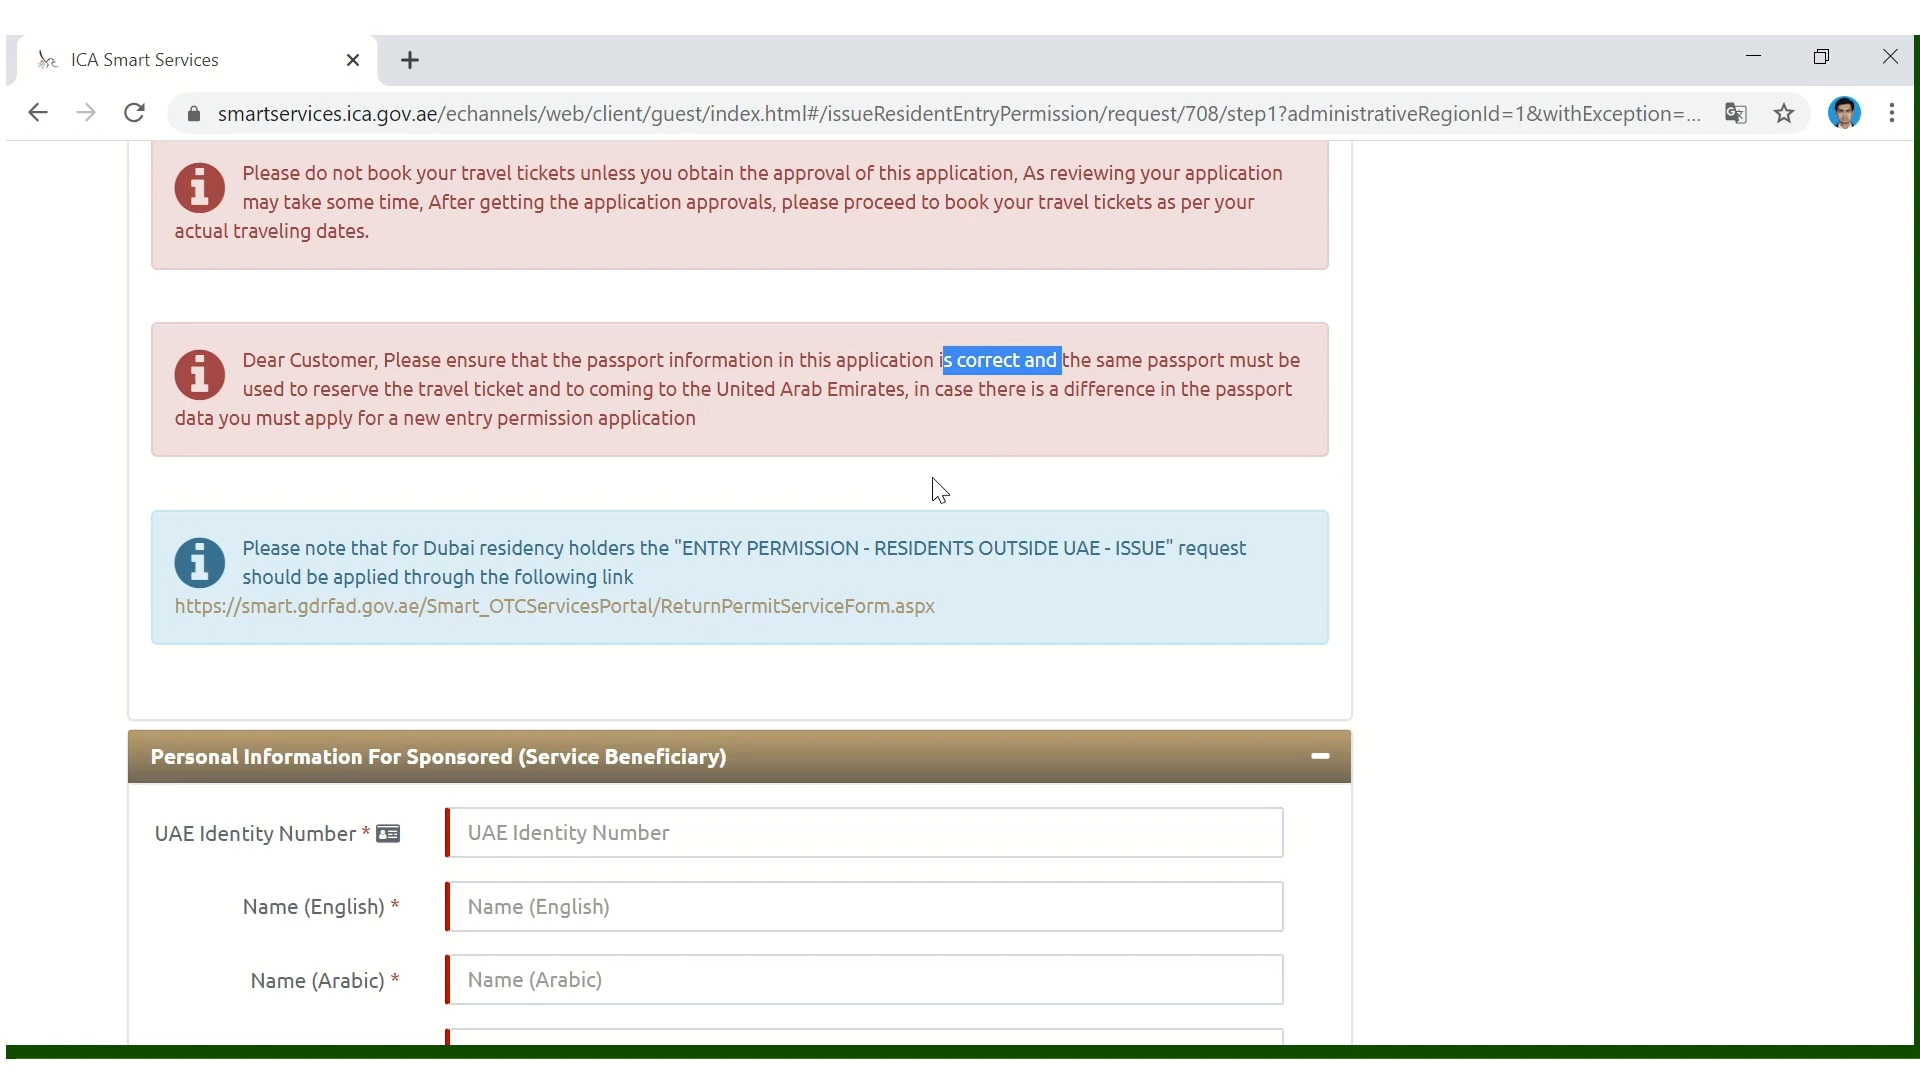 ICA Smart Services
smartservices.ica.gov.ae/echannels/web/client/guest/index.html#/issueResidentEntryPermission/request/708/step1?administrativeRegionId=1&withException=...
Please do not book your travel tickets unless you obtain the approval of this application, As reviewing your application
may take some time, After getting the application approvals, please proceed to book your travel tickets as per your
actual traveling dates.
Dear Customer, Please ensure that the passport information in this application is correct and the same passport must be
used to reserve the travel ticket and to coming to the United Arab Emirates, in case there is a difference in the passport
data you must apply for a new entry permission application
Please note that for Dubai residency holders the "ENTRY PERMISSION - RESIDENTS OUTSIDE UAE - ISSUE" request
should be applied through the following link
https://smart.gdrfad.gov.ae/Smart_OTCServicesPortal/ReturnPermitServiceForm.aspx
Personal Information For Sponsored (Service Beneficiary)
UAE Identity Number * UAE Identity Number
Name (English) * Name (English)
Name (Arabic) * Name (Arabic)